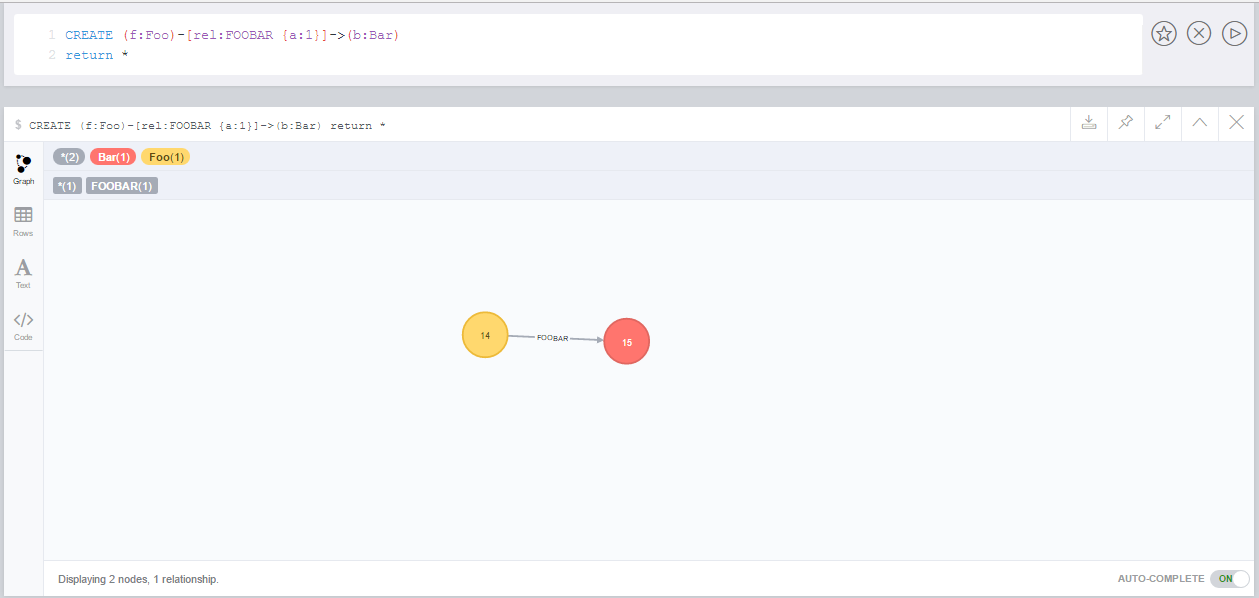 1 CREATE (f:Foo)-[rel:FOOBAR {a:1}]->(b:Bar)
2 return *
$ CREATE (f:Foo)-[rel:FOOBAR {a:1}]->(b:Bar) return *
Graph
*(2) Bar(1) Foo(1)
*(1) FOOBAR(1)
Rows
A
Text
</>
Code
14 FOOBAR 15
Displaying 2 nodes, 1 relationship.
AUTO-COMPLETE ON